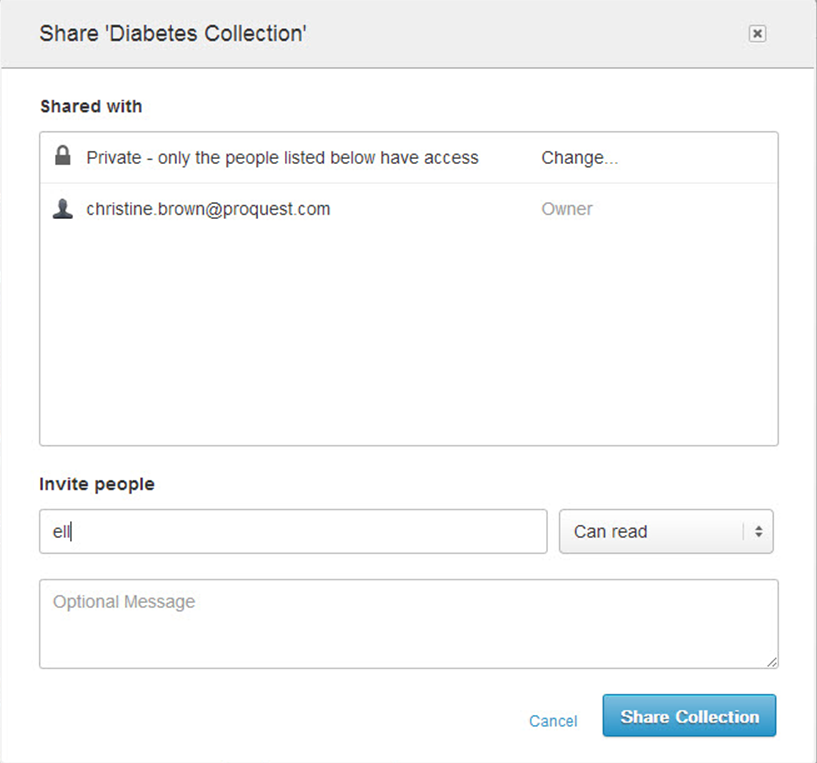 Share 'Diabetes Collection'
Shared with
Private - only the people listed below have access Change...
christine.brown@proquest.com Owner
Invite people
ell Can read
Optional Message
Cancel Share Collection